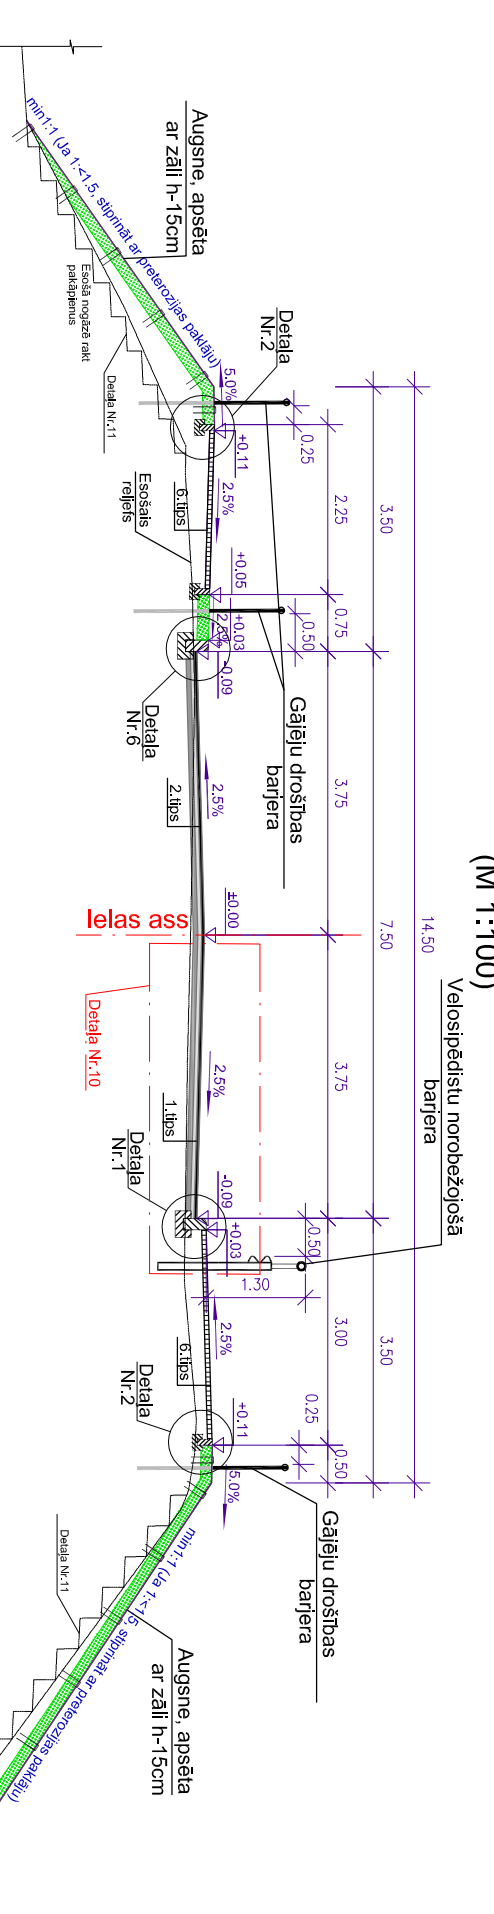 (M 1:100)
Velosipēdistu norobežojošā
barjera
14.50
3.50
7.50
3.50
0.25
2.25
0.75
0.50
3.75
3.75
0.50
3.00
0.25
0.50
1.30
Augsne, apsēta
ar zāli h-15cm
min1:1 (Ja 1:<1.5, stiprināt ar preterozijas paklāju)
Esošā nogāze rakt
pakāpienus
Detaļa Nr.11
Detaļa
Nr.2
5.0%
+0.11
2.5%
6.tips
Esošais
reljefs
+0.05
+0.03
2.5%
-0.09
Gājēju drošības
barjera
Detaļa
Nr.6
2.5%
2.tips
±0.00
Ielas ass
Detaļa Nr.10
2.5%
1.tips
Detaļa
Nr.1
-0.09
+0.03
2.5%
6.tips
Detaļa
Nr.2
+0.11
5.0%
Gājēju drošības
barjera
Detaļa Nr.11
min1:1 (Ja 1:<1.5, stiprināt ar preterozijas paklāju)
Augsne, apsēta
ar zāli h-15cm